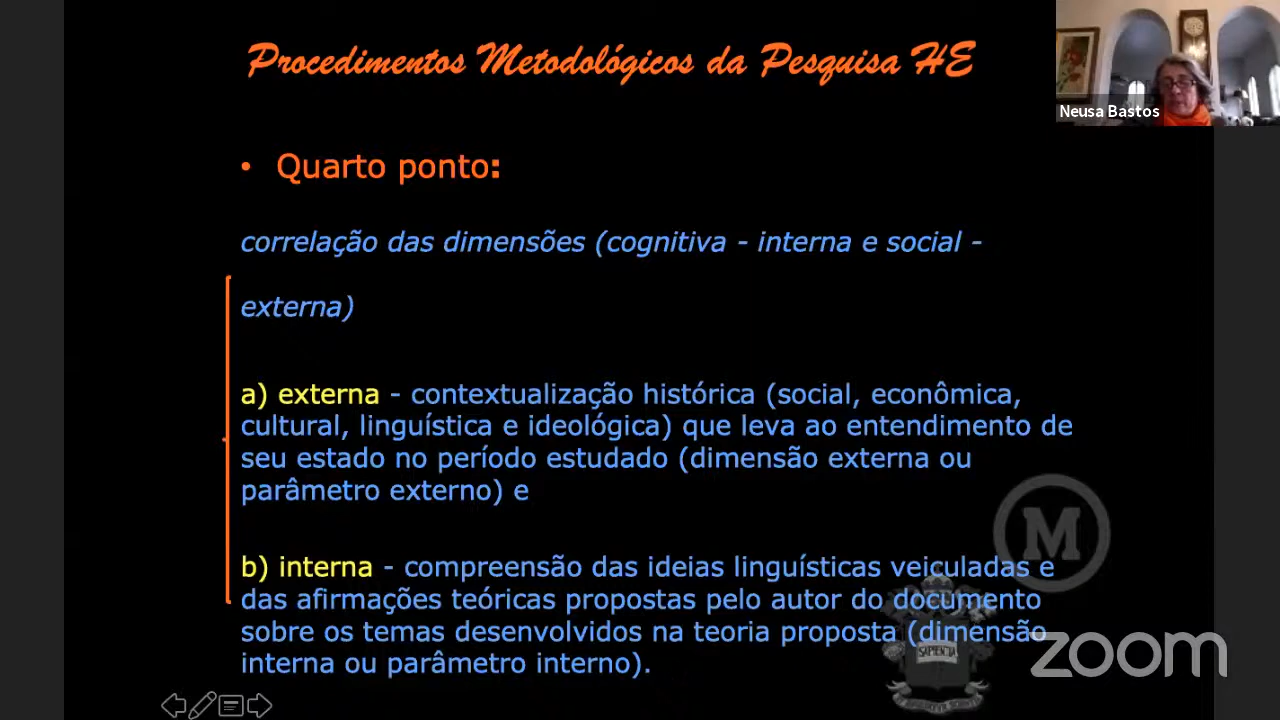 Procedimentos Metodológicos da Pesquisa HE
Neusa Bastos
• Quarto ponto:
correlação das dimensões (cognitiva - interna e social -
externa)
a) externa - contextualização histórica (social, econômica,
cultural, linguística e ideológica) que leva ao entendimento de
seu estado no período estudado (dimensão externa ou
parâmetro externo) e
b) interna - compreensão das ideias linguísticas veiculadas e
das afirmações teóricas propostas pelo autor do documento
sobre os temas desenvolvidos na teoria proposta (dimensão
interna ou parâmetro interno).
M
SAPIENTIA
zoom